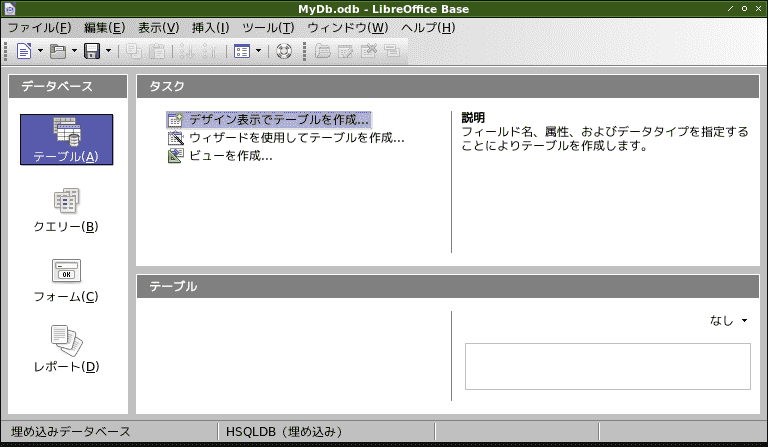 MyDb.odb - LibreOffice Base
ファイル(F) 編集(E) 表示(V) 挿入(I) ツール(T) ウィンドウ(W) ヘルプ(H)
データベース
テーブル(A)
クエリー(B)
フォーム(C)
レポート(D)
タスク
デザイン表示でテーブルを作成...
ウィザードを使用してテーブルを作成...
ビューを作成...
説明
フィールド名、属性、およびデータタイプを指定する
ことによりテーブルを作成します。
テーブル
なし
埋め込みデータベース HSQLDB（埋め込み）